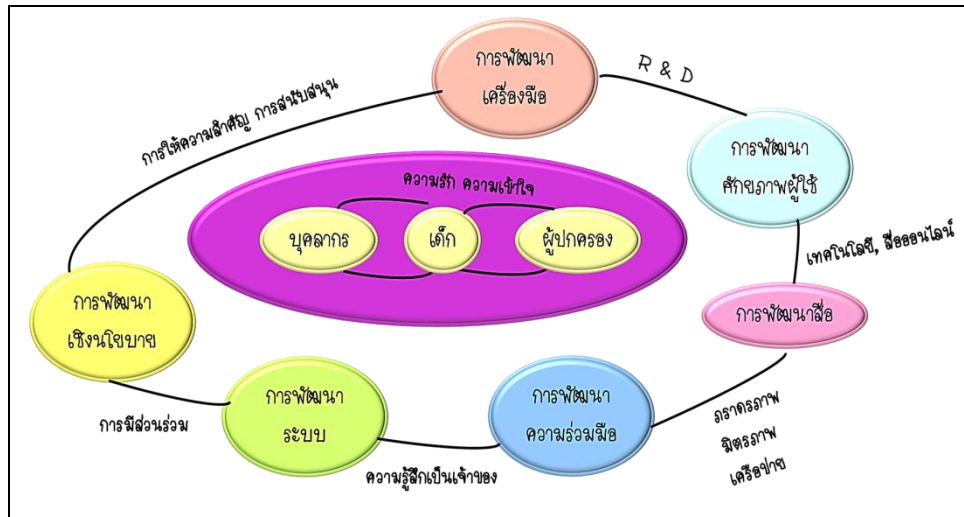 การพัฒนา
เครื่องมือ
R & D
การพัฒนา
ศักยภาพผู้ใช้
เทคโนโลยี, สื่อออนไลน์
การพัฒนาสื่อ
ภราดรภาพ
มิตรภาพ
เครือข่าย
การพัฒนา
ความร่วมมือ
ความรู้สึกเป็นเจ้าของ
การพัฒนา
ระบบ
การมีส่วนร่วม
การพัฒนา
เชิงนโยบาย
การให้ความสำคัญ การสนับสนุน
ความรัก ความเข้าใจ
บุคลากร
เด็ก
ผู้ปกครอง